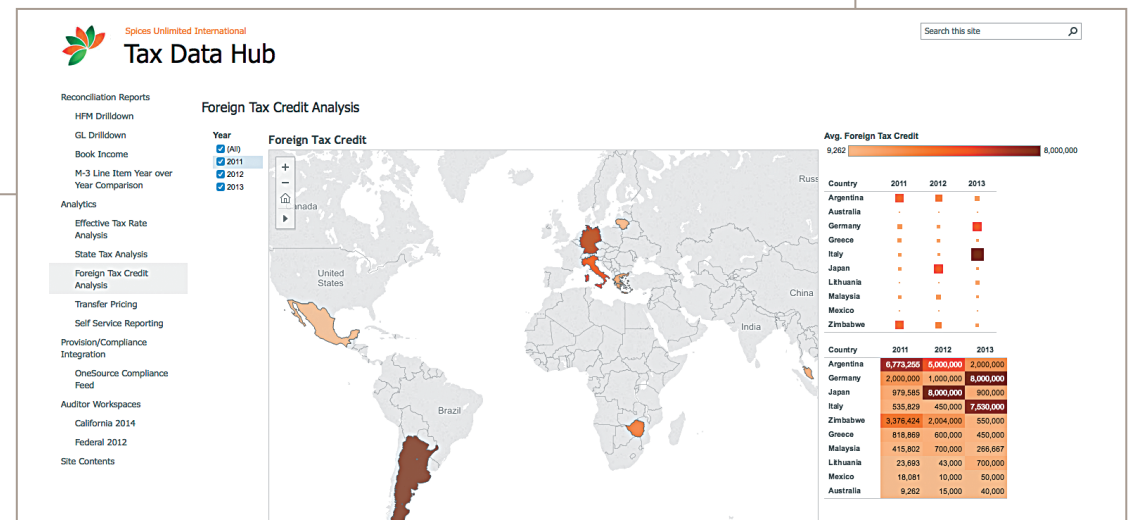 Spices Unlimited International
Tax Data Hub
Search this site
Reconciliation Reports
HFM Drilldown
GL Drilldown
Book Income
M-3 Line Item Year over
Year Comparison
Analytics
Effective Tax Rate
Analysis
State Tax Analysis
Foreign Tax Credit
Analysis
Transfer Pricing
Self Service Reporting
Provision/Compliance
Integration
OneSource Compliance
Feed
Auditor Workspaces
California 2014
Federal 2012
Site Contents
Foreign Tax Credit Analysis
Year
(All)
2011
2012
2013
Foreign Tax Credit
+
−
anada
United
States
Brazil
Russ
China
India
Avg. Foreign Tax Credit
9,262 8,000,000
Country 2011 2012 2013
Argentina
Australia
Germany
Greece
Italy
Japan
Lithuania
Malaysia
Mexico
Zimbabwe
Country 2011 2012 2013
Argentina 6,773,255 5,000,000 2,000,000
Germany 2,000,000 1,000,000 8,000,000
Japan 979,585 8,000,000 900,000
Italy 535,829 450,000 7,530,000
Zimbabwe 3,376,424 2,004,000 550,000
Greece 818,869 600,000 450,000
Malaysia 415,802 700,000 266,667
Lithuania 23,693 43,000 700,000
Mexico 18,081 10,000 50,000
Australia 9,262 15,000 40,000